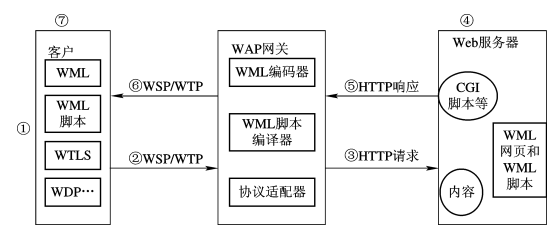 ⑦
④
客户
WML
WML
脚本
WTLS
WDP…
①
⑥WSP/WTP
②WSP/WTP
WAP网关
WML编码器
WML脚本
编译器
协议适配器
⑤HTTP响应
③HTTP请求
Web服务器
CGI
脚本等
WML
网页和
WML
脚本
内容